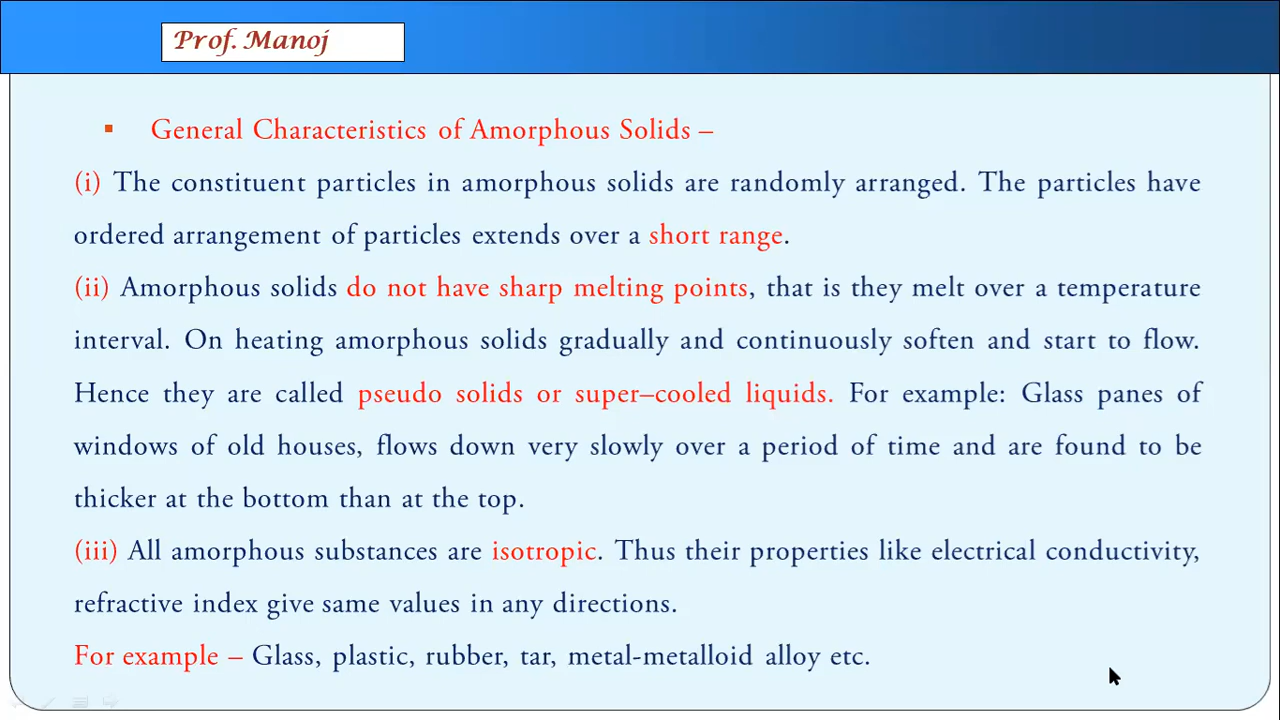 Prof. Manoj
▪ General Characteristics of Amorphous Solids –
(i) The constituent particles in amorphous solids are randomly arranged. The particles have
ordered arrangement of particles extends over a short range.
(ii) Amorphous solids do not have sharp melting points, that is they melt over a temperature
interval. On heating amorphous solids gradually and continuously soften and start to flow.
Hence they are called pseudo solids or super–cooled liquids. For example: Glass panes of
windows of old houses, flows down very slowly over a period of time and are found to be
thicker at the bottom than at the top.
(iii) All amorphous substances are isotropic. Thus their properties like electrical conductivity,
refractive index give same values in any directions.
For example – Glass, plastic, rubber, tar, metal-metalloid alloy etc.